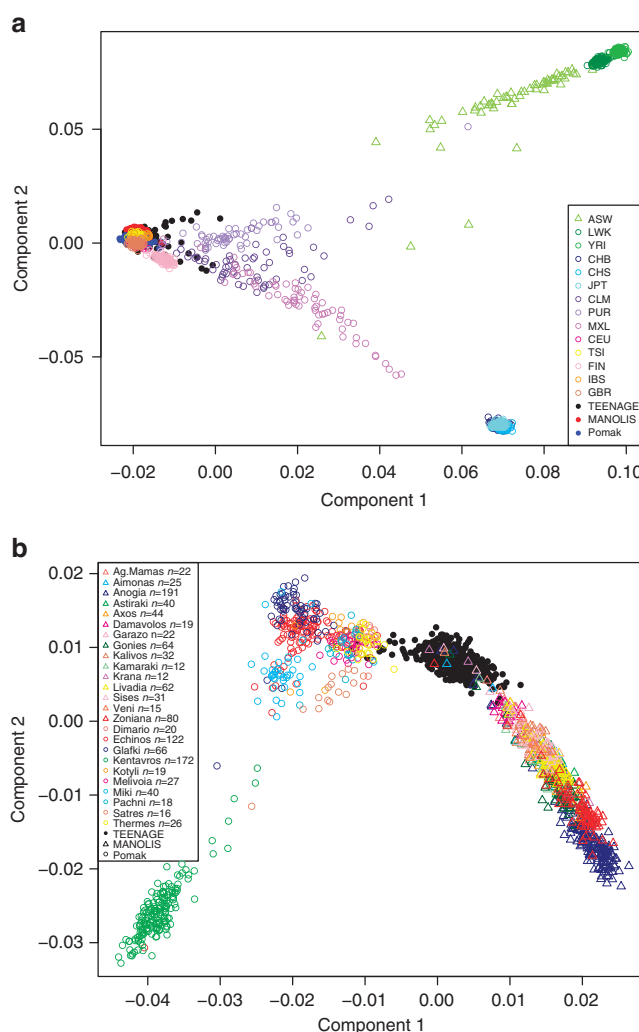 a
Component 2
0.05
0.00
−0.05
−0.02 0.00 0.02 0.04 0.06 0.08 0.10
Component 1
ASW
LWK
YRI
CHB
CHS
JPT
CLM
PUR
MXL
CEU
TSI
FIN
IBS
GBR
TEENAGE
MANOLIS
Pomak
b
Component 2
0.02
0.01
0.00
−0.01
−0.02
−0.03
Ag.Mamas n=22
Aimonas n=25
Anogia n=191
Astiraki n=40
Axos n=44
Damavolos n=19
Garazo n=22
Gonies n=64
Kalivos n=32
Kamaraki n=12
Krana n=12
Livadia n=62
Sises n=31
Veni n=15
Zoniana n=80
Dimario n=20
Echinos n=122
Glafki n=66
Kentavros n=172
Kotyli n=19
Melivoia n=27
Miki n=40
Pachni n=18
Satres n=16
Thermes n=26
TEENAGE
MANOLIS
Pomak
−0.04 −0.03 −0.02 −0.01 0.00 0.01 0.02
Component 1